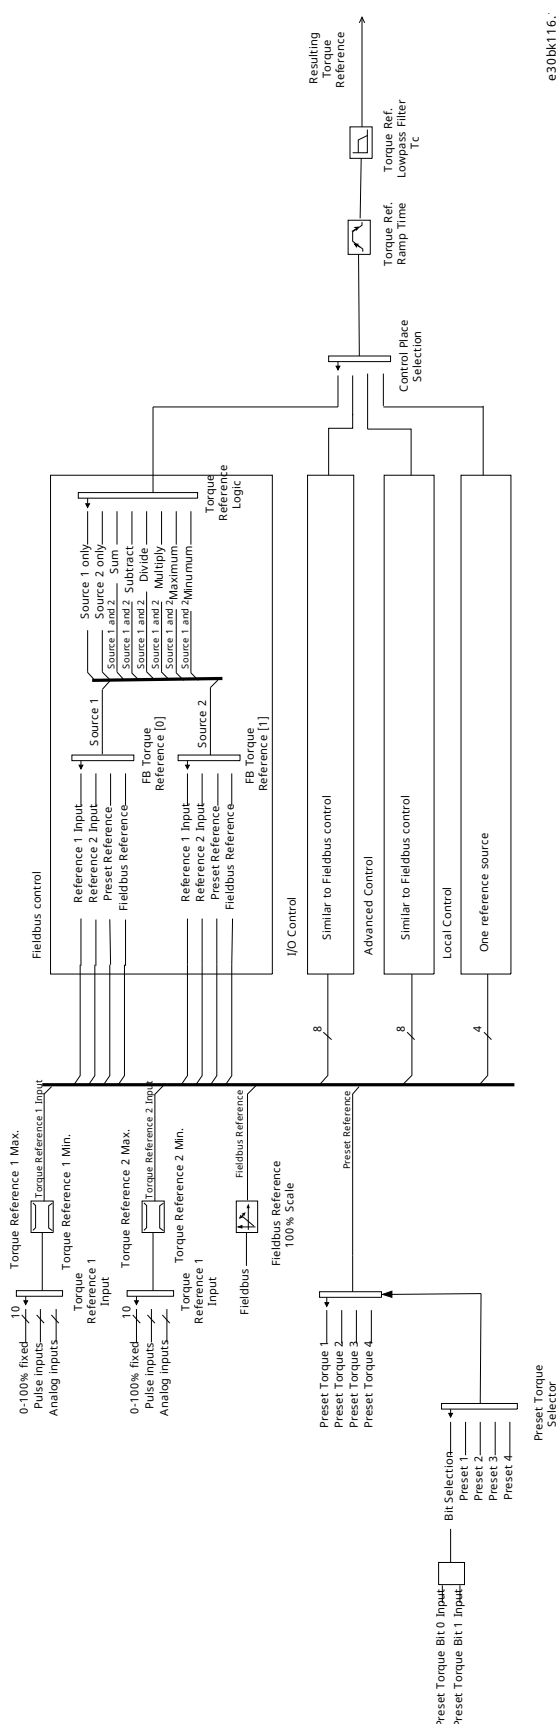 e30bk116.
Preset Torque Bit 0 Input
Preset Torque Bit 1 Input
Bit Selection
Preset 1
Preset 2
Preset 3
Preset 4
Preset Torque
Selector
0-100% fixed
Pulse inputs
Analog inputs
10
Torque
Reference 1
Input
Torque Reference 1 Max.
Torque Reference 1 Min.
Torque Reference 1 Input
0-100% fixed
Pulse inputs
Analog inputs
10
Torque
Reference 1
Input
Torque Reference 2 Max.
Torque Reference 2 Min.
Torque Reference 2 Input
Fieldbus
Fieldbus Reference
100% Scale
Fieldbus Reference
Preset Torque 1
Preset Torque 2
Preset Torque 3
Preset Torque 4
Preset Reference
Fieldbus control
Reference 1 Input
Reference 2 Input
Preset Reference
Fieldbus Reference
FB Torque
Reference [0]
Source 1
Reference 1 Input
Reference 2 Input
Preset Reference
Fieldbus Reference
FB Torque
Reference [1]
Source 2
Source 1 only
Source 2 only
Source 1 and 2 Sum
Source 1 and 2 Subtract
Source 1 and 2 Divide
Source 1 and 2 Multiply
Source 1 and 2 Maximum
Source 1 and 2 Minumum
Torque
Reference
Logic
I/O Control
8
Similar to Fieldbus control
Advanced Control
8
Similar to Fieldbus control
Local Control
4
One reference source
Control Place
Selection
Torque Ref.
Ramp Time
Torque Ref.
Lowpass Filter
Tc
Resulting
Torque
Reference